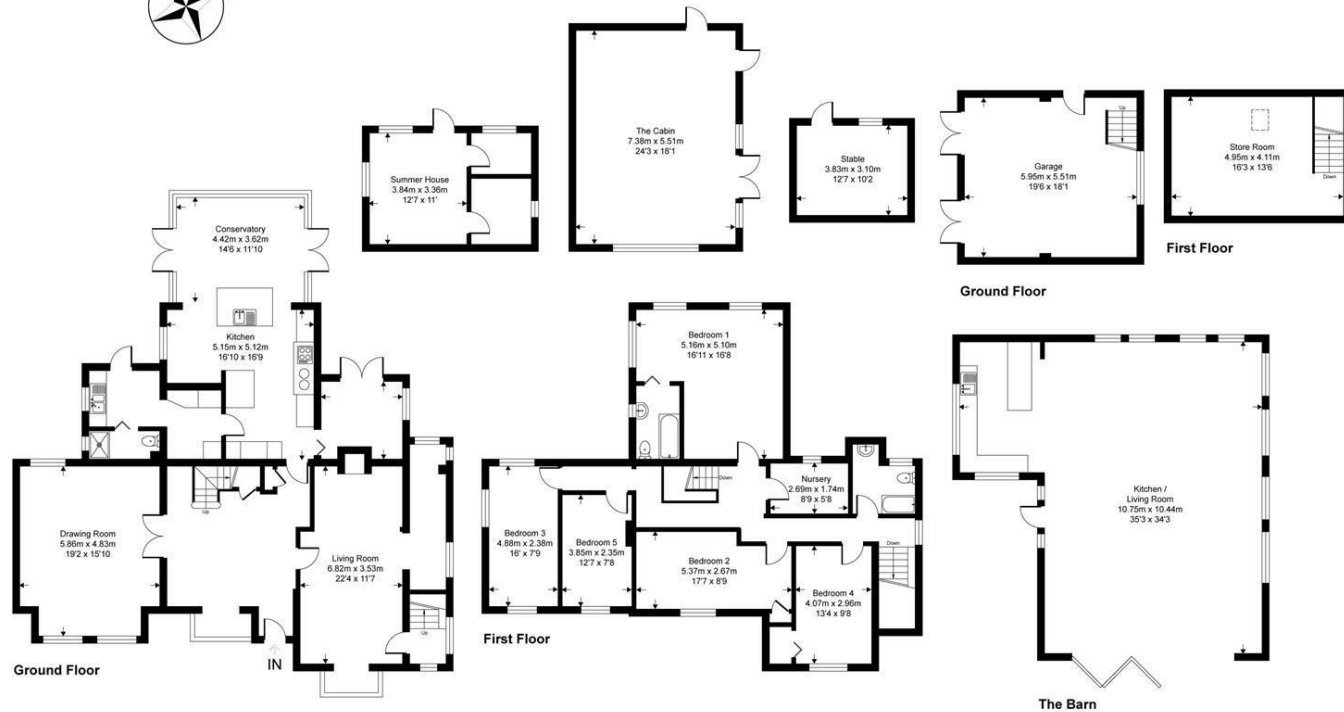 The Cabin
7.38m x 5.51m
24'3 x 18'1
Summer House
3.84m x 3.36m
12'7 x 11'
Stable
3.83m x 3.10m
12'7 x 10'2
Up
Garage
5.95m x 5.51m
19'6 x 18'1
Ground Floor
Store Room
4.95m x 4.11m
16'3 x 13'6
Down
First Floor
Conservatory
4.42m x 3.62m
14'6 x 11'10
Kitchen
5.15m x 5.12m
16'10 x 16'9
Drawing Room
5.86m x 4.83m
19'2 x 15'10
Up
Living Room
6.82m x 3.53m
22'4 x 11'7
Up
IN
Ground Floor
Bedroom 1
5.16m x 5.10m
16'11 x 16'8
Down
Nursery
2.69m x 1.74m
8'9 x 5'8
Bedroom 3
4.88m x 2.38m
16' x 7'9
Bedroom 5
3.85m x 2.35m
12'7 x 7'8
Bedroom 2
5.37m x 2.67m
17'7 x 8'9
Bedroom 4
4.07m x 2.96m
13'4 x 9'8
Down
First Floor
Kitchen /
Living Room
10.75m x 10.44m
35'3 x 34'3
The Barn